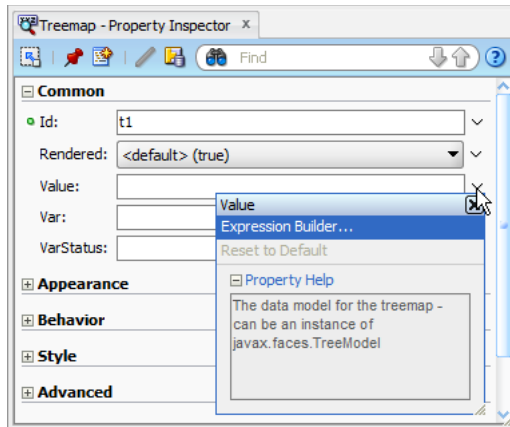 Treemap - Property Inspector x
Find
Common
Id: t1
Rendered: <default> (true)
Value:
Value
Var:
Expression Builder...
VarStatus:
Reset to Default
Property Help
Appearance
The data model for the treemap -
can be an instance of
javax.faces.TreeModel
Behavior
Style
Advanced